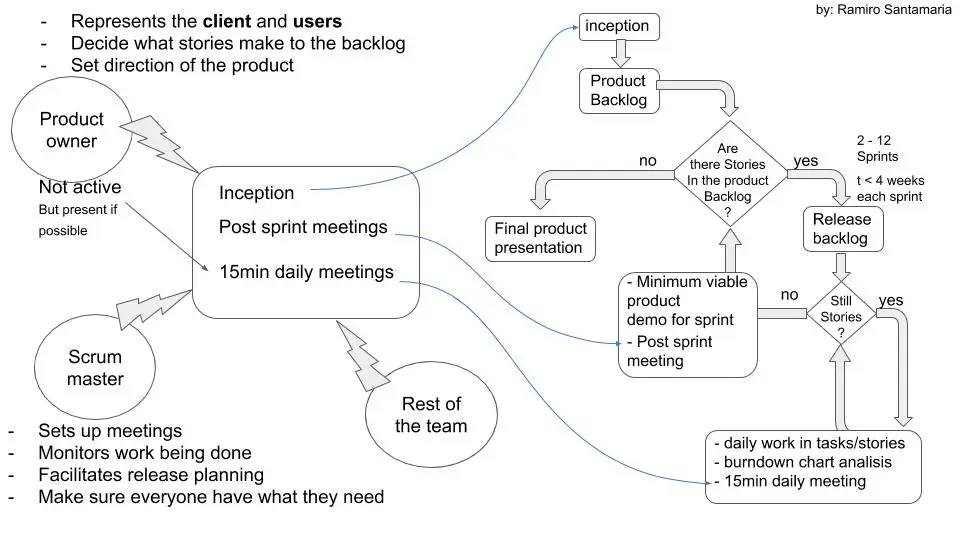 - Represents the client and users
- Decide what stories make to the backlog
- Set direction of the product
by: Ramiro Santamaria
Product
owner
Not active
But present if
possible
Inception
Post sprint meetings
15min daily meetings
Scrum
master
- Sets up meetings
- Monitors work being done
- Facilitates release planning
- Make sure everyone have what they need
Rest of
the team
inception
Product
Backlog
Are
there Stories
In the product
Backlog
?
no
yes
2 - 12
Sprints
t < 4 weeks
each sprint
Final product
presentation
Release
backlog
- Minimum viable
product
demo for sprint
- Post sprint
meeting
no
Still
Stories
?
yes
- daily work in tasks/stories
- burndown chart analisis
- 15min daily meeting